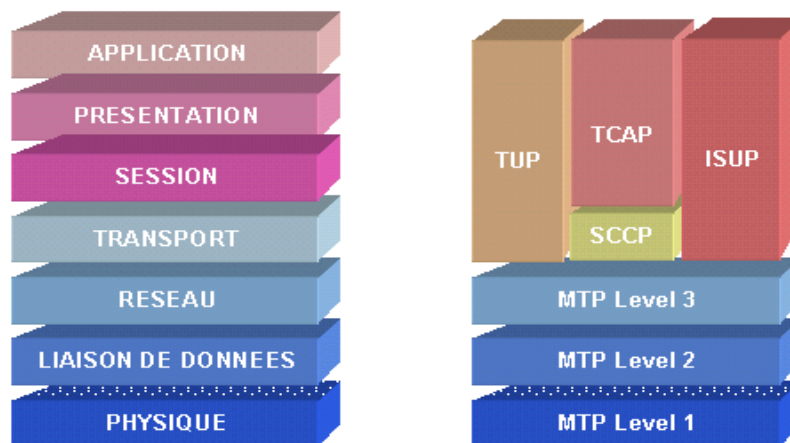 APPLICATION
PRESENTATION
SESSION
TRANSPORT
RESEAU
LIAISON DE DONNEES
PHYSIQUE
TUP
TCAP
ISUP
SCCP
MTP Level 3
MTP Level 2
MTP Level 1